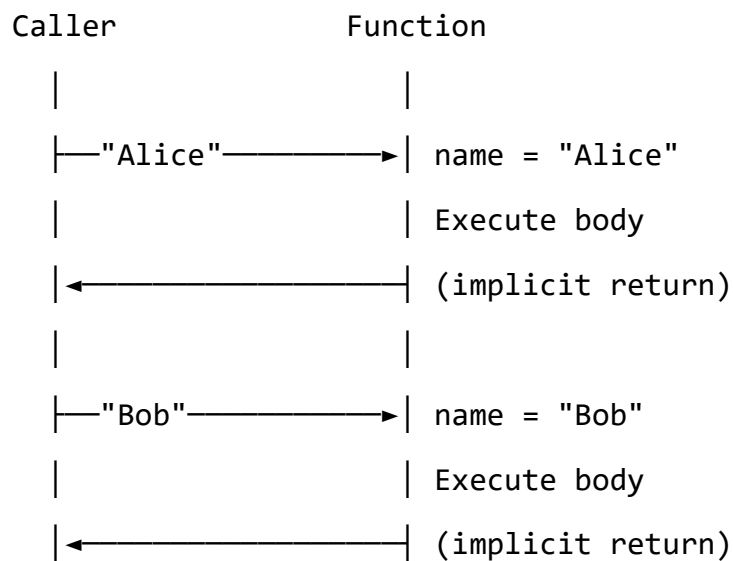 Caller Function
"Alice" name = "Alice"
Execute body
(implicit return)
"Bob" name = "Bob"
Execute body
(implicit return)